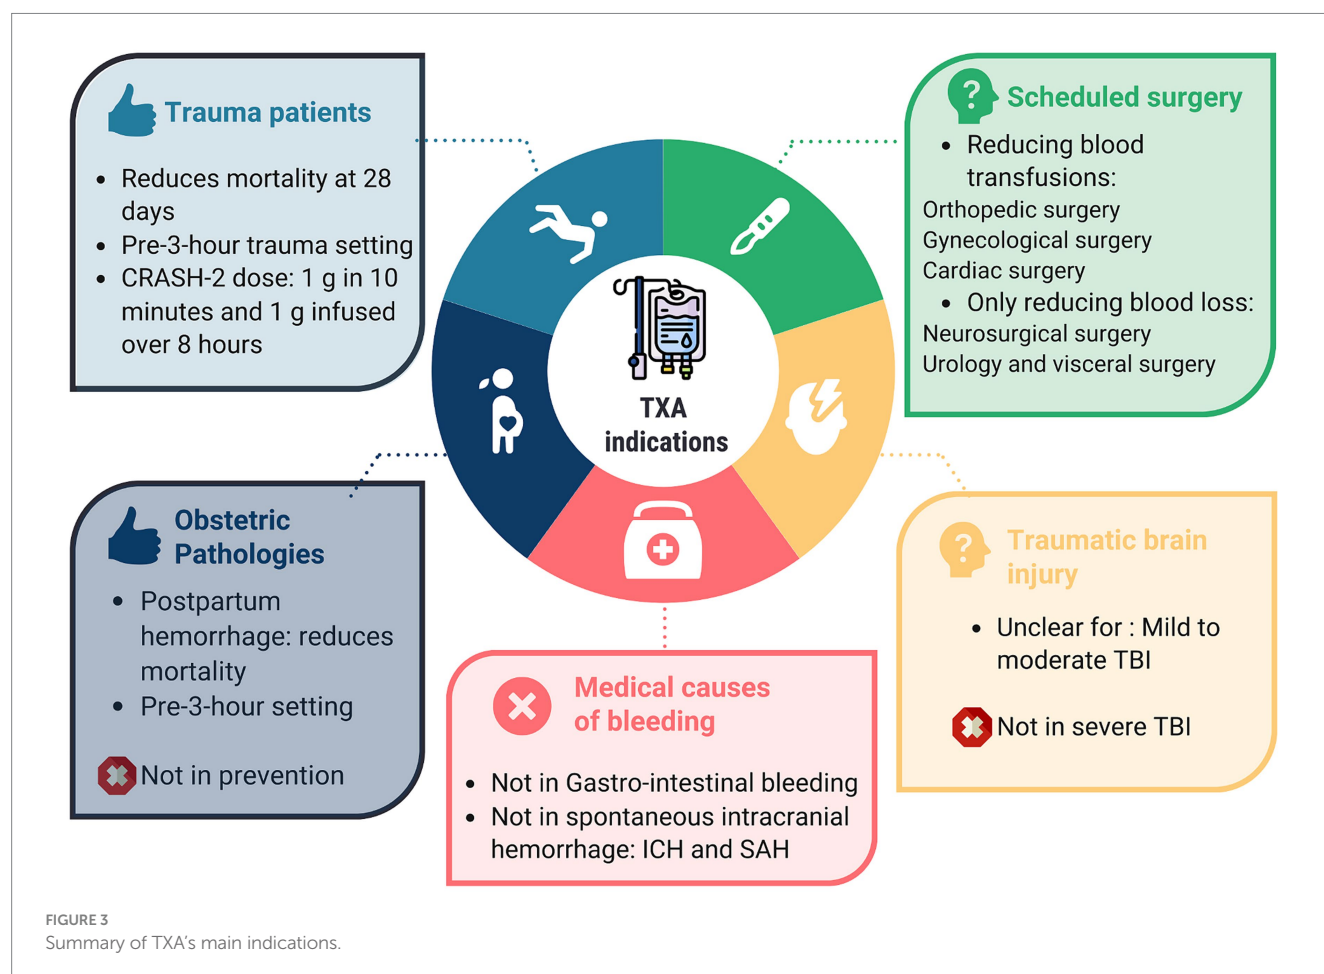 Trauma patients
• Reduces mortality at 28
days
• Pre-3-hour trauma setting
• CRASH-2 dose: 1 g in 10
minutes and 1 g infused
over 8 hours
? Scheduled surgery
• Reducing blood
transfusions:
Orthopedic surgery
Gynecological surgery
Cardiac surgery
• Only reducing blood loss:
Neurosurgical surgery
Urology and visceral surgery
TXA
indications
Obstetric
Pathologies
• Postpartum
hemorrhage: reduces
mortality
• Pre-3-hour setting
Not in prevention
Medical causes
of bleeding
• Not in Gastro-intestinal bleeding
• Not in spontaneous intracranial
hemorrhage: ICH and SAH
? Traumatic brain
injury
• Unclear for : Mild to
moderate TBI
Not in severe TBI
FIGURE 3
Summary of TXA’s main indications.